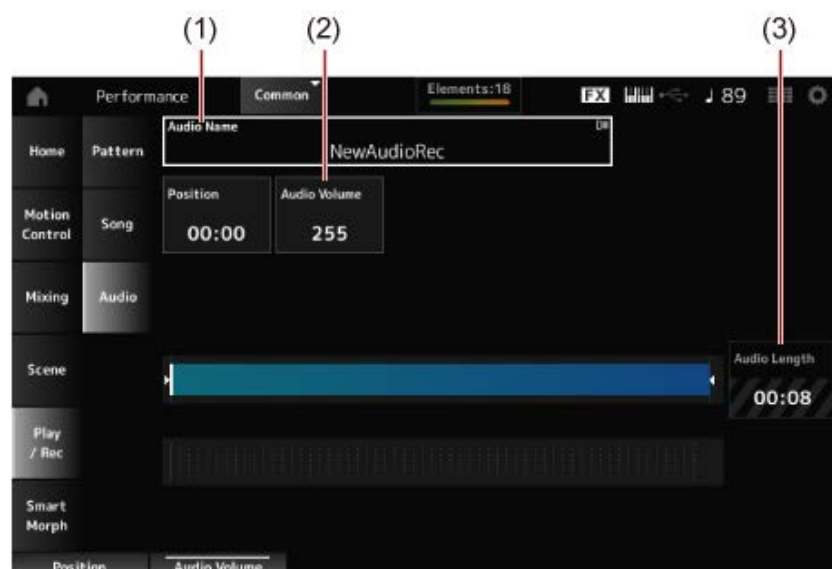 (1) (2) (3)
Performance Common Elements:18 FX 89
Home Pattern Audio Name
NewAudioRec
Position Audio Volume
Motion Control Song 00:00 255
Mixing Audio
Scene Audio Length
00:08
Play / Rec
Smart Morph
Position Audio Volume